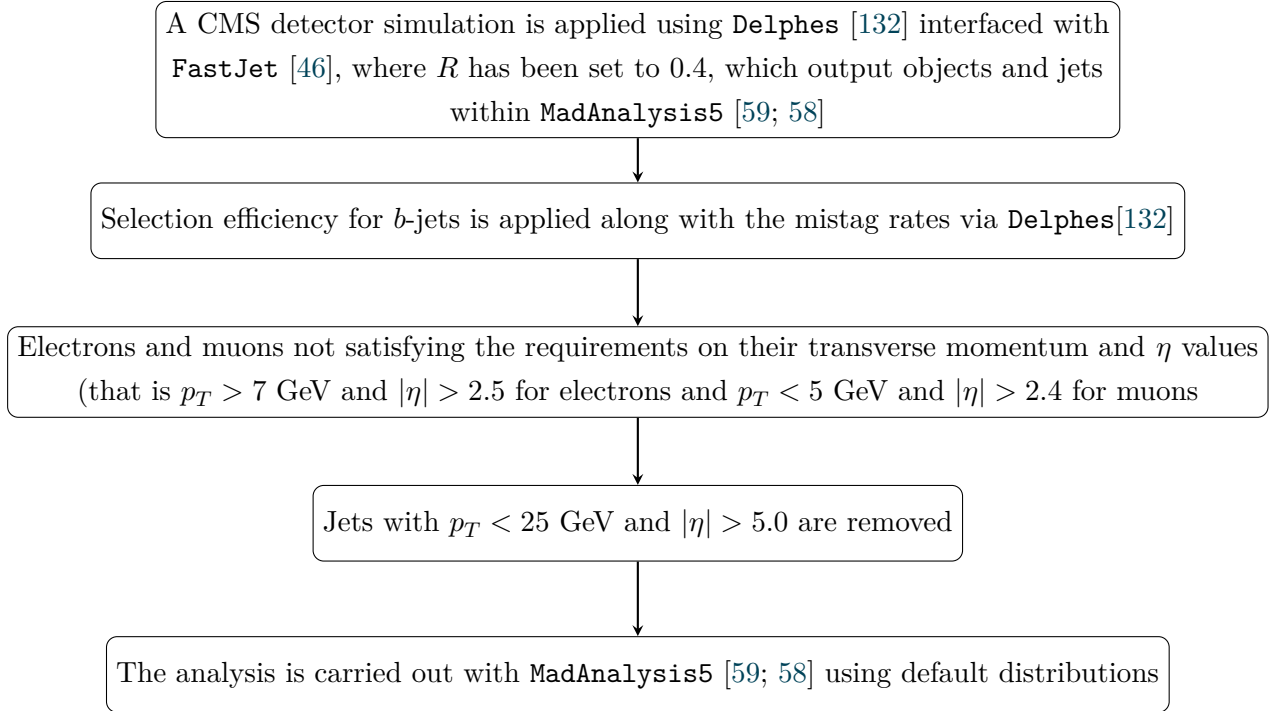 A CMS detector simulation is applied using Delphes [132] interfaced with
FastJet [46], where R has been set to 0.4, which output objects and jets
within MadAnalysis5 [59; 58]
Selection efficiency for b-jets is applied along with the mistag rates via Delphes[132]
Electrons and muons not satisfying the requirements on their transverse momentum and η values
(that is p_T > 7 GeV and |η| > 2.5 for electrons and p_T < 5 GeV and |η| > 2.4 for muons
Jets with p_T < 25 GeV and |η| > 5.0 are removed
The analysis is carried out with MadAnalysis5 [59; 58] using default distributions